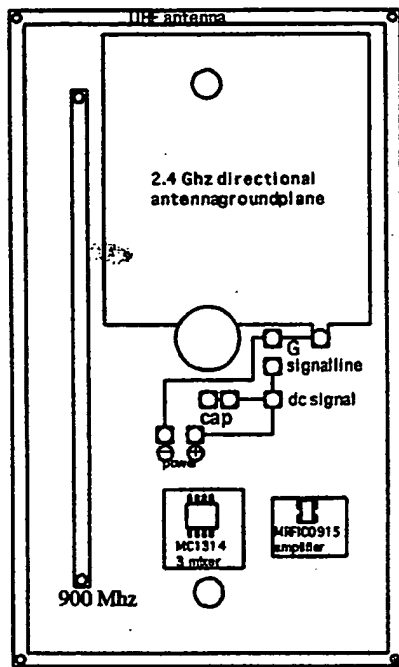 UHF antenna
2.4 Ghz directional
antennagroundplane
G
signalline
dc signal
cap
power
MC1314
3 mixer
MRFIC0915
amplifier
900 Mhz